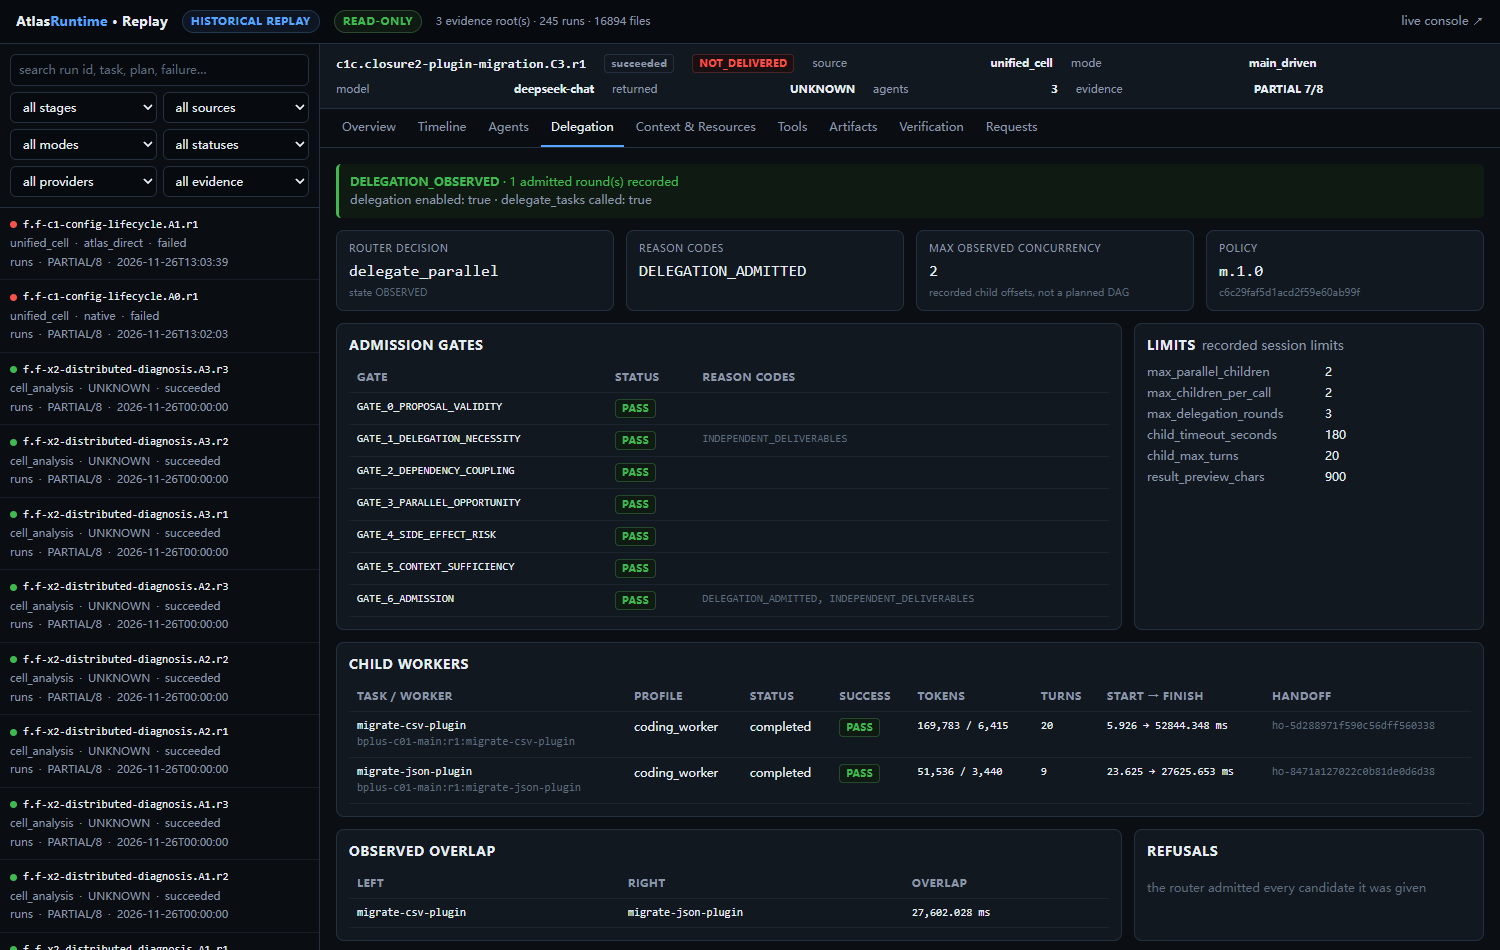 AtlasRuntime • Replay HISTORICAL REPLAY READ-ONLY 3 evidence root(s) · 245 runs · 16894 files live console ↗
search run id, task, plan, failure...
all stages all sources
all modes all statuses
all providers all evidence
f.f-c1-config-lifecycle.A1.r1
unified_cell · atlas_direct · failed
runs · PARTIAL/8 · 2026-11-26T13:03:39
f.f-c1-config-lifecycle.A0.r1
unified_cell · native · failed
runs · PARTIAL/8 · 2026-11-26T13:02:03
f.f-x2-distributed-diagnosis.A3.r3
cell_analysis · UNKNOWN · succeeded
runs · PARTIAL/8 · 2026-11-26T00:00:00
f.f-x2-distributed-diagnosis.A3.r2
cell_analysis · UNKNOWN · succeeded
runs · PARTIAL/8 · 2026-11-26T00:00:00
f.f-x2-distributed-diagnosis.A3.r1
cell_analysis · UNKNOWN · succeeded
runs · PARTIAL/8 · 2026-11-26T00:00:00
f.f-x2-distributed-diagnosis.A2.r3
cell_analysis · UNKNOWN · succeeded
runs · PARTIAL/8 · 2026-11-26T00:00:00
f.f-x2-distributed-diagnosis.A2.r2
cell_analysis · UNKNOWN · succeeded
runs · PARTIAL/8 · 2026-11-26T00:00:00
f.f-x2-distributed-diagnosis.A2.r1
cell_analysis · UNKNOWN · succeeded
runs · PARTIAL/8 · 2026-11-26T00:00:00
f.f-x2-distributed-diagnosis.A1.r3
cell_analysis · UNKNOWN · succeeded
runs · PARTIAL/8 · 2026-11-26T00:00:00
f.f-x2-distributed-diagnosis.A1.r2
cell_analysis · UNKNOWN · succeeded
runs · PARTIAL/8 · 2026-11-26T00:00:00
f.f-x2-distributed-diagnosis.A1.r1
c1c.closure2-plugin-migration.C3.r1 succeeded NOT_DELIVERED source unified_cell mode main_driven
model deepseek-chat returned UNKNOWN agents 3 evidence PARTIAL 7/8
Overview Timeline Agents Delegation Context & Resources Tools Artifacts Verification Requests
DELEGATION_OBSERVED · 1 admitted round(s) recorded
delegation enabled: true · delegate_tasks called: true
ROUTER DECISION
delegate_parallel
state OBSERVED
REASON CODES
DELEGATION_ADMITTED
MAX OBSERVED CONCURRENCY
2
recorded child offsets, not a planned DAG
POLICY
m.1.0
c6c29faf5d1acd2f59e60ab99f
ADMISSION GATES
GATE STATUS REASON CODES
GATE_0_PROPOSAL_VALIDITY PASS
GATE_1_DELEGATION_NECESSITY PASS INDEPENDENT_DELIVERABLES
GATE_2_DEPENDENCY_COUPLING PASS
GATE_3_PARALLEL_OPPORTUNITY PASS
GATE_4_SIDE_EFFECT_RISK PASS
GATE_5_CONTEXT_SUFFICIENCY PASS
GATE_6_ADMISSION PASS DELEGATION_ADMITTED, INDEPENDENT_DELIVERABLES
LIMITS recorded session limits
max_parallel_children 2
max_children_per_call 2
max_delegation_rounds 3
child_timeout_seconds 180
child_max_turns 20
result_preview_chars 900
CHILD WORKERS
TASK / WORKER PROFILE STATUS SUCCESS TOKENS TURNS START → FINISH HANDOFF
migrate-csv-plugin coding_worker completed PASS 169,783 / 6,415 20 5.926 → 52844.348 ms ho-5d288971f590c56dff560338
bplus-c01-main:r1:migrate-csv-plugin
migrate-json-plugin coding_worker completed PASS 51,536 / 3,440 9 23.625 → 27625.653 ms ho-8471a127022c0b81de0d6d38
bplus-c01-main:r1:migrate-json-plugin
OBSERVED OVERLAP
LEFT RIGHT OVERLAP
migrate-csv-plugin migrate-json-plugin 27,602.028 ms
REFUSALS
the router admitted every candidate it was given